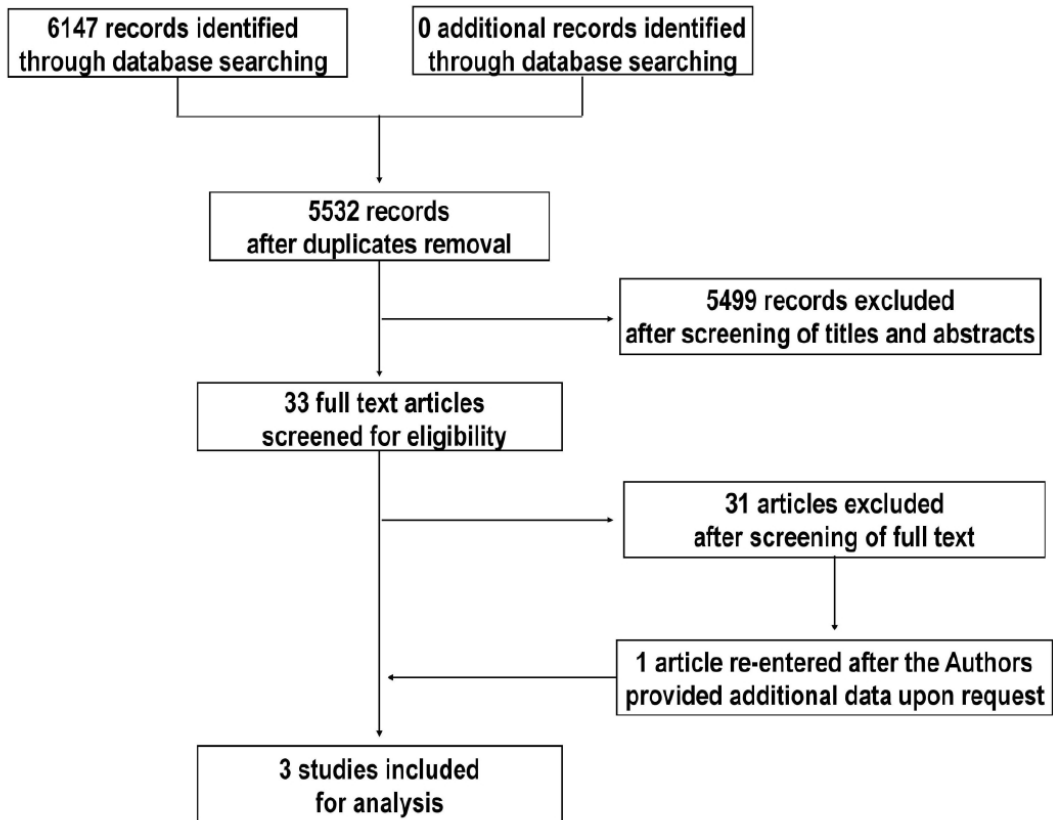 6147 records identified
through database searching
0 additional records identified
through database searching
5532 records
after duplicates removal
5499 records excluded
after screening of titles and abstracts
33 full text articles
screened for eligibility
31 articles excluded
after screening of full text
1 article re-entered after the Authors
provided additional data upon request
3 studies included
for analysis